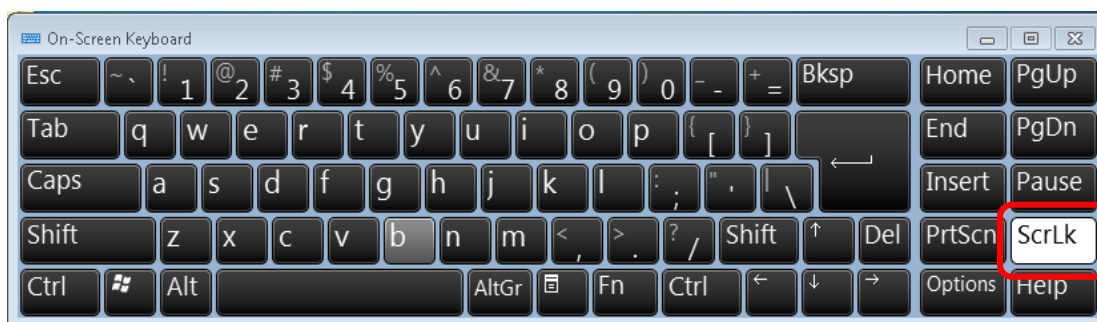 On-Screen Keyboard
Esc ~ ` ! 1 @ 2 # 3 $ 4 % 5 ^ 6 & 7 * 8 ( 9 ) 0 _ - + = Bksp Home PgUp
Tab q w e r t y u i o p { [ } ] End PgDn
Caps a s d f g h j k l : ; " ' | \ Insert Pause
Shift z x c v b n m < , > . ? / Shift ↑ Del PrtScn ScrLk
Ctrl Alt AltGr Fn Ctrl ← ↓ → Options Help